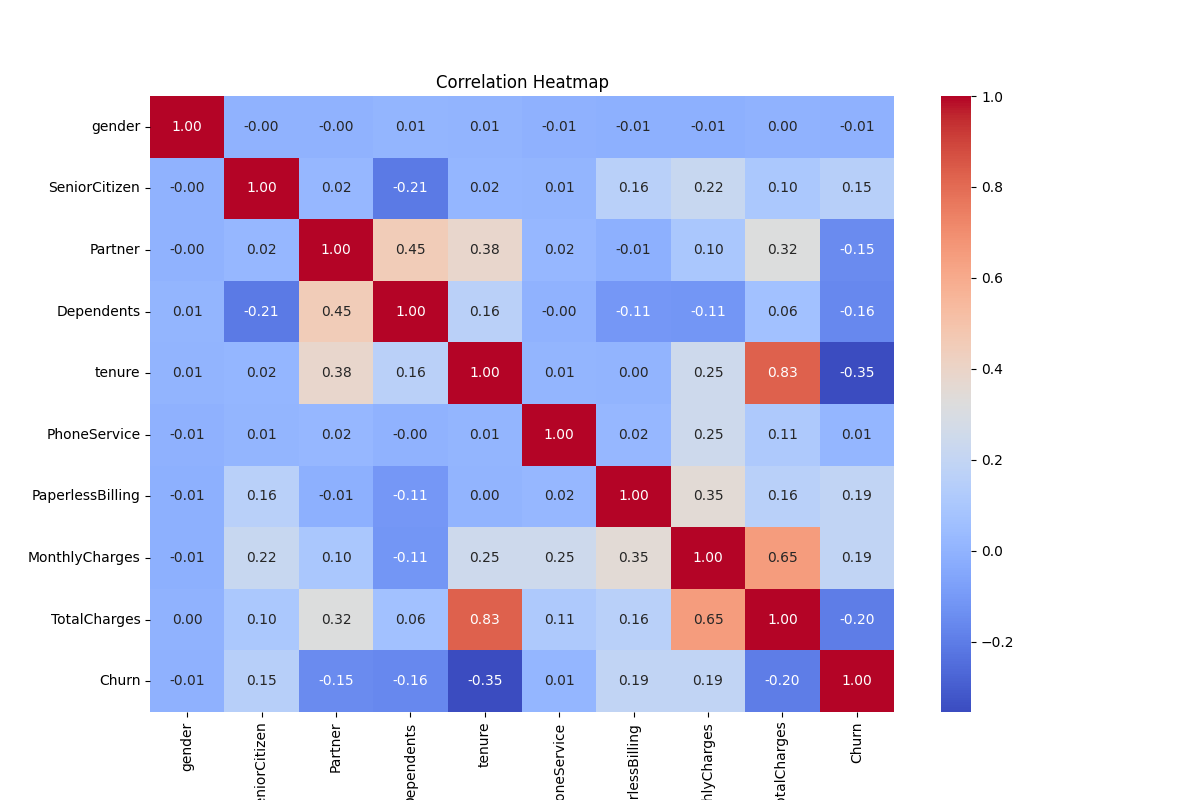 Correlation Heatmap
gender 1.00 -0.00 -0.00 0.01 0.01 -0.01 -0.01 -0.01 0.00 -0.01
SeniorCitizen -0.00 1.00 0.02 -0.21 0.02 0.01 0.16 0.22 0.10 0.15
Partner -0.00 0.02 1.00 0.45 0.38 0.02 -0.01 0.10 0.32 -0.15
Dependents 0.01 -0.21 0.45 1.00 0.16 -0.00 -0.11 -0.11 0.06 -0.16
tenure 0.01 0.02 0.38 0.16 1.00 0.01 0.00 0.25 0.83 -0.35
PhoneService -0.01 0.01 0.02 -0.00 0.01 1.00 0.02 0.25 0.11 0.01
PaperlessBilling -0.01 0.16 -0.01 -0.11 0.00 0.02 1.00 0.35 0.16 0.19
MonthlyCharges -0.01 0.22 0.10 -0.11 0.25 0.25 0.35 1.00 0.65 0.19
TotalCharges 0.00 0.10 0.32 0.06 0.83 0.11 0.16 0.65 1.00 -0.20
Churn -0.01 0.15 -0.15 -0.16 -0.35 0.01 0.19 0.19 -0.20 1.00
gender
eniorCitizen
Partner
Dependents
tenure
oneService
rlessBilling
hlyCharges
otalCharges
Churn
1.0
0.8
0.6
0.4
0.2
0.0
−0.2